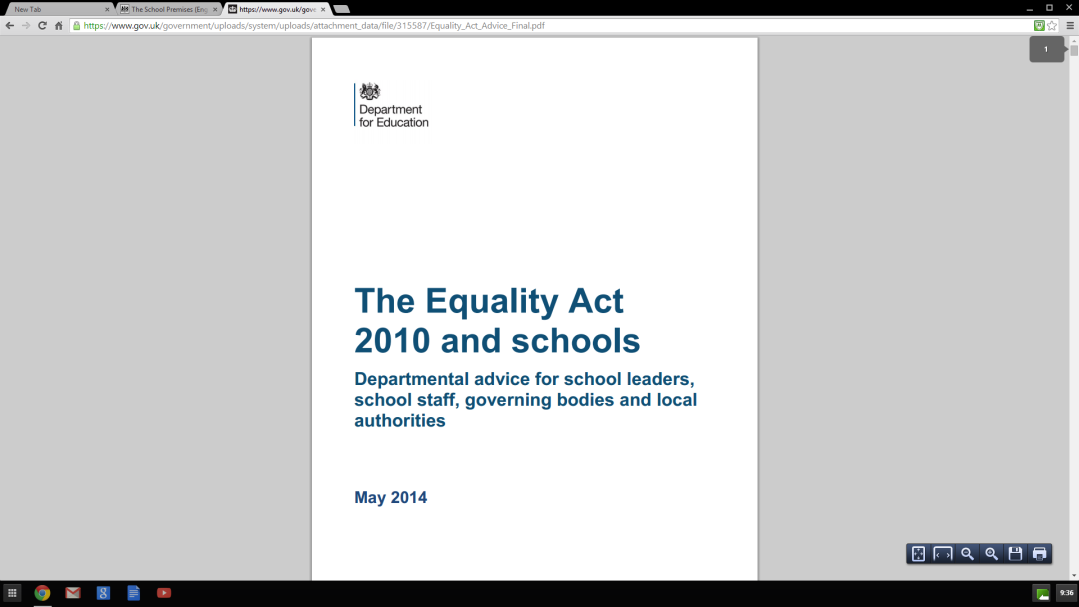 New Tab
The School Premises (Eng
https://www.gov.uk/gove
https://www.gov.uk/government/uploads/system/uploads/attachment_data/file/315587/Equality_Act_Advice_Final.pdf
1
Department
for Education
The Equality Act
2010 and schools
Departmental advice for school leaders,
school staff, governing bodies and local
authorities
May 2014
9:36